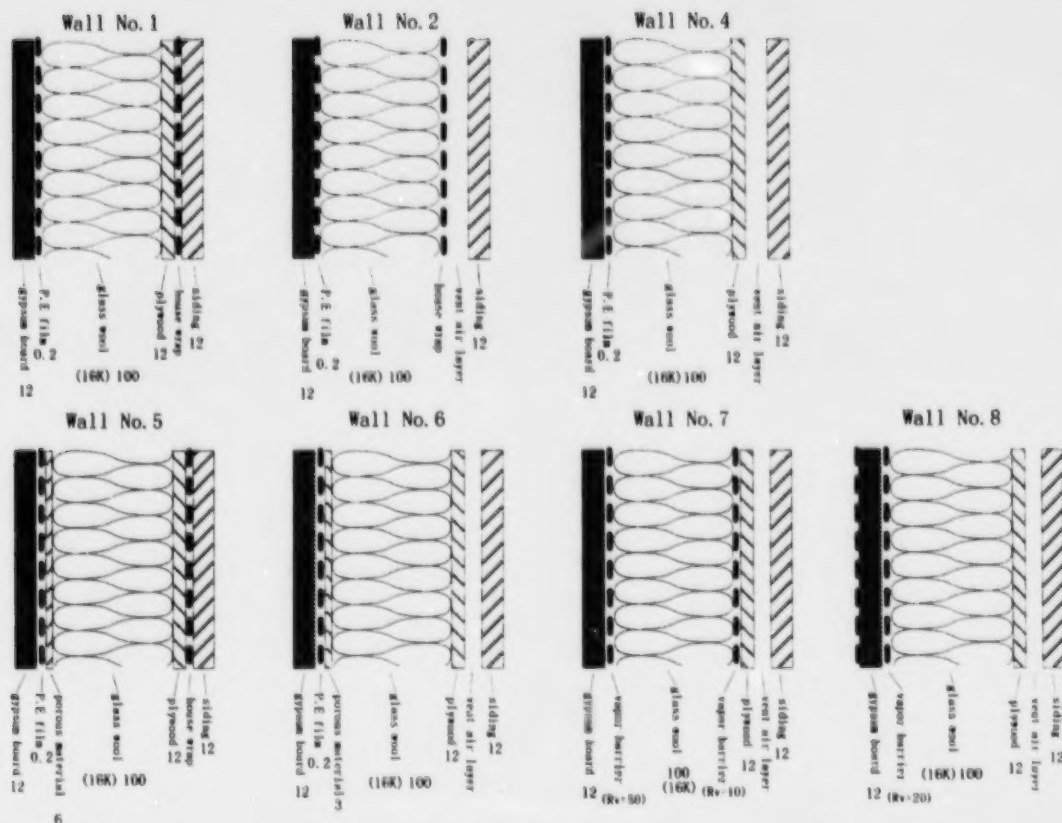 Wall No. 1
gypsum board 12
P.E film 0.2
glass wool (16K) 100
plywood 12
house wrap
siding 12
Wall No. 2
gypsum board 12
P.E film 0.2
glass wool (16K) 100
house wrap
vent air layer
siding 12
Wall No. 4
gypsum board 12
P.E film 0.2
glass wool (16K) 100
plywood 12
vent air layer
siding 12
Wall No. 5
gypsum board 12
P.E film 0.2
porous material 6
glass wool (16K) 100
plywood 12
house wrap
siding 12
Wall No. 6
gypsum board 12
P.E film 0.2
porous material 3
glass wool (16K) 100
plywood 12
vent air layer
siding 12
Wall No. 7
gypsum board 12
vapor barrier (Rv=80)
glass wool 100 (16K)
vapor barrier (Rv=10)
plywood 12
vent air layer
siding 12
Wall No. 8
gypsum board 12
vapor barrier (Rv=20)
glass wool (16K) 100
plywood 12
vent air layer
siding 12